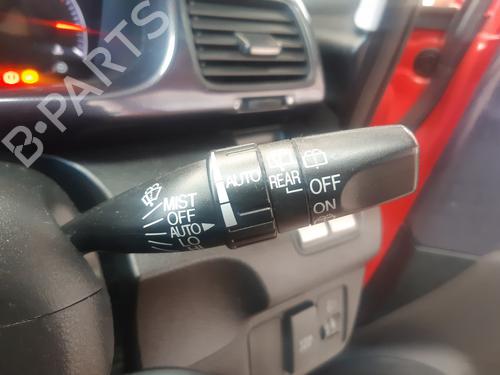 B-PARTS
MIST
OFF
AUTO
LO
AUTO
REAR
OFF
ON